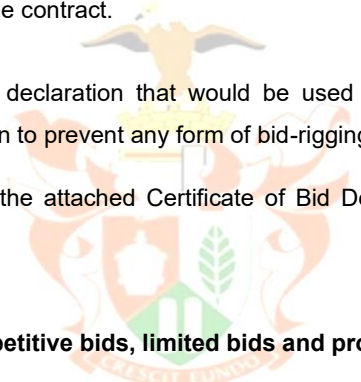 e contract.
declaration that would be used
n to prevent any form of bid-rigging
the attached Certificate of Bid De
petitive bids, limited bids and pro
CRESCIT EUNDO